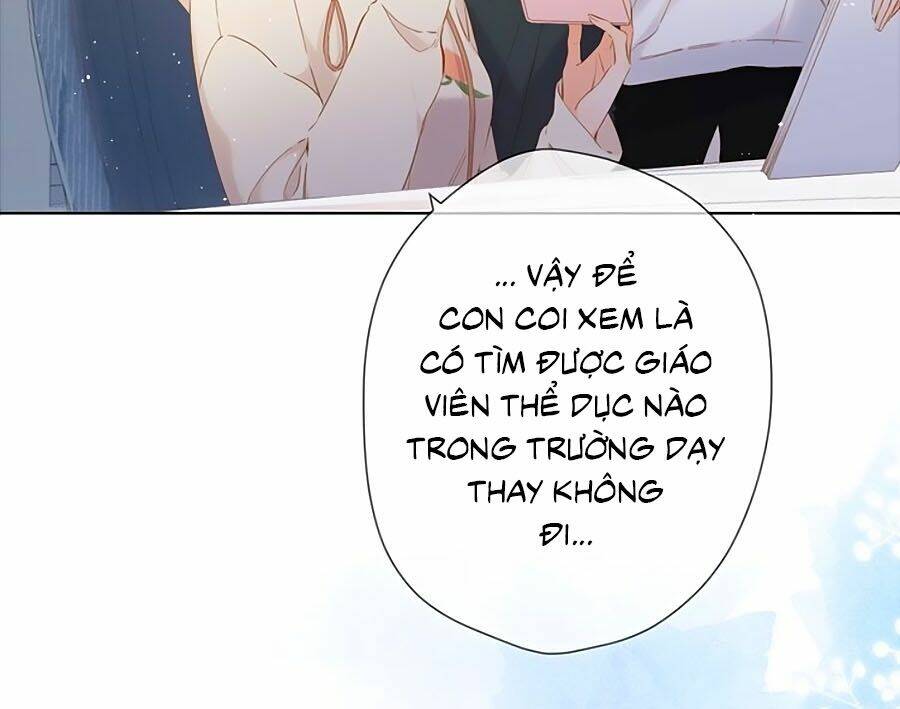 ... VẬY ĐỂ
CON COI XEM LÀ
CÓ TÌM ĐƯỢC GIÁO
VIÊN THỂ DỤC NÀO
TRONG TRƯỜNG DẠY
THAY KHÔNG
ĐI...